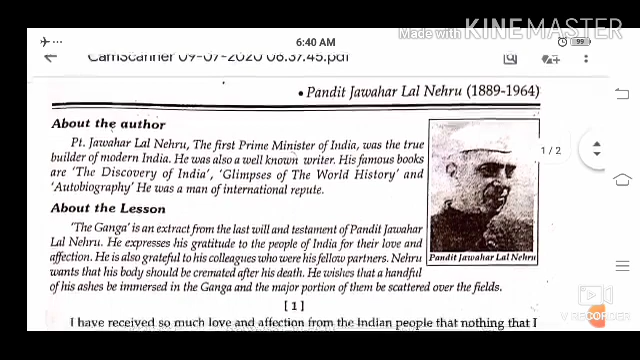 Made with KINEMASTER
6:40 AM
99
CamScanner 09-07-2020 06.37.45.pdf
• Pandit Jawahar Lal Nehru (1889-1964)
1/2
About the author
Pt. Jawahar Lal Nehru, The first Prime Minister of India, was the true
builder of modern India. He was also a well known writer. His famous books
are 'The Discovery of India', 'Glimpses of The World History' and
'Autobiography' He was a man of international repute.
About the Lesson
'The Ganga' is an extract from the last will and testament of Pandit Jawahar
Lal Nehru. He expresses his gratitude to the people of India for their love and
affection. He is also grateful to his colleagues who were his fellow partners. Nehru
wants that his body should be cremated after his death. He wishes that a handful
of his ashes be immersed in the Ganga and the major portion of them be scattered over the fields.
Pandit Jawahar Lal Nehru
[1]
I have received so much love and affection from the Indian people that nothing that I
V RECORDER